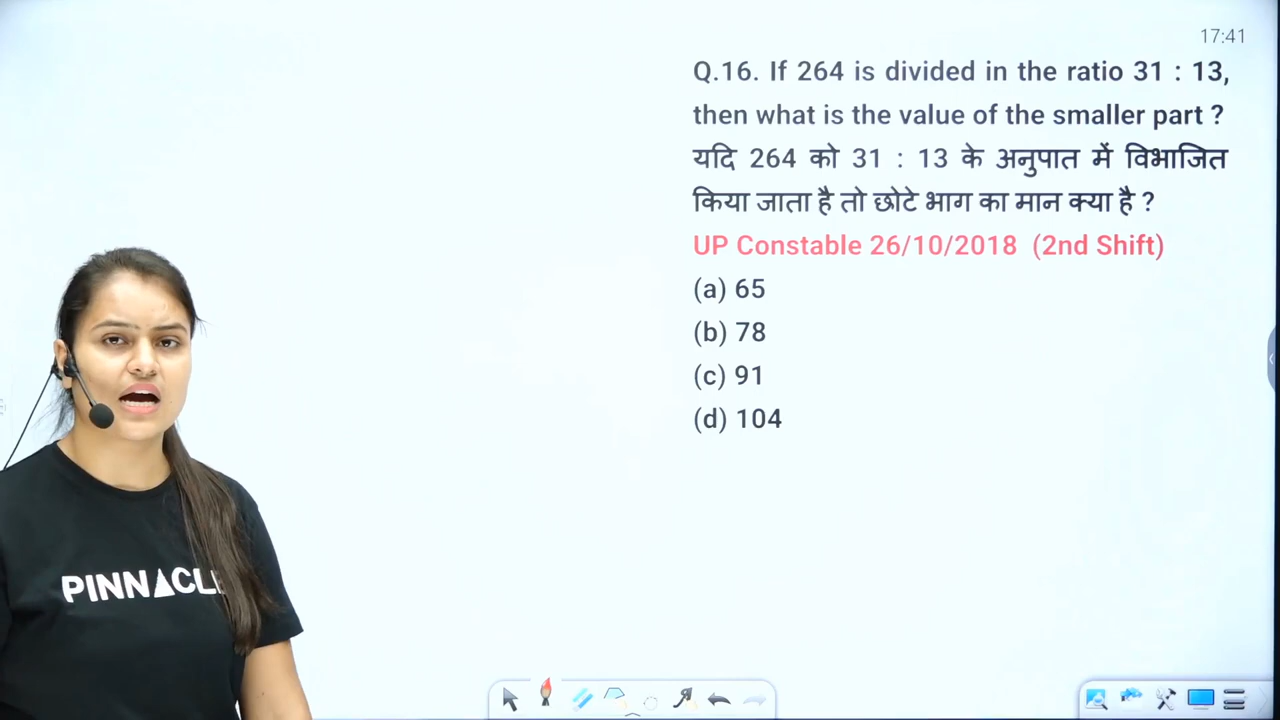 17:41
Q.16. If 264 is divided in the ratio 31 : 13,
then what is the value of the smaller part ?
यदि 264 को 31 : 13 के अनुपात में विभाजित
किया जाता है तो छोटे भाग का मान क्या है ?
UP Constable 26/10/2018 (2nd Shift)
(a) 65
(b) 78
(c) 91
(d) 104
PINNACLE